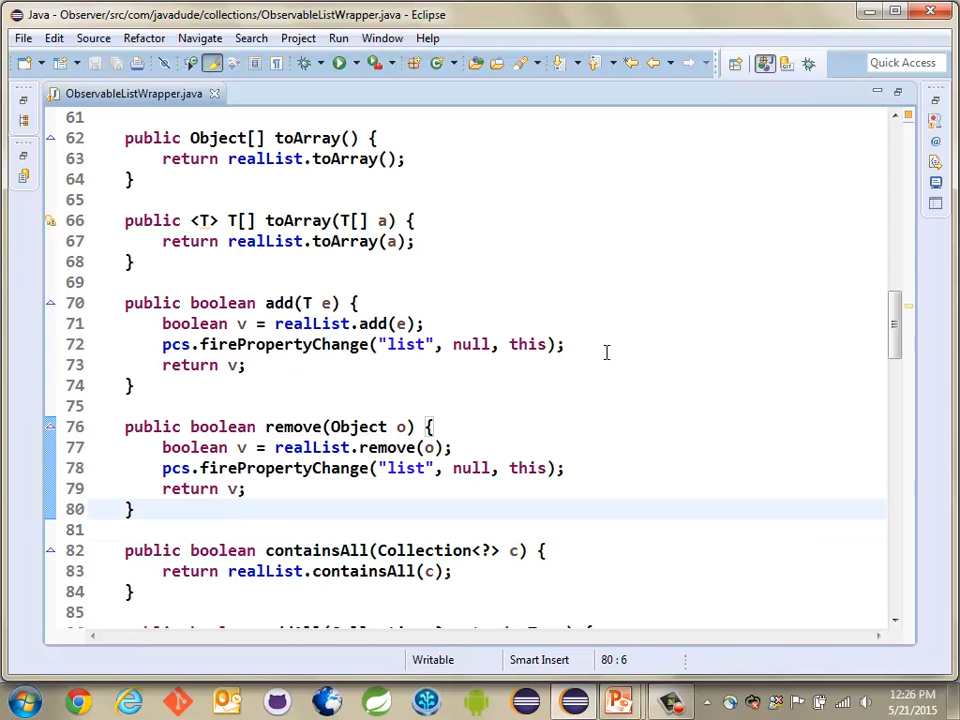 Java - Observer/src/com/javadude/collections/ObservableListWrapper.java - Eclipse
File Edit Source Refactor Navigate Search Project Run Window Help
Quick Access
ObservableListWrapper.java
61
62 public Object[] toArray() {
63 return realList.toArray();
64 }
65
66 public <T> T[] toArray(T[] a) {
67 return realList.toArray(a);
68 }
69
70 public boolean add(T e) {
71 boolean v = realList.add(e);
72 pcs.firePropertyChange("list", null, this);
73 return v;
74 }
75
76 public boolean remove(Object o) {
77 boolean v = realList.remove(o);
78 pcs.firePropertyChange("list", null, this);
79 return v;
80 }
81
82 public boolean containsAll(Collection<?> c) {
83 return realList.containsAll(c);
84 }
85
Writable Smart Insert 80 : 6
12:26 PM
5/21/2015